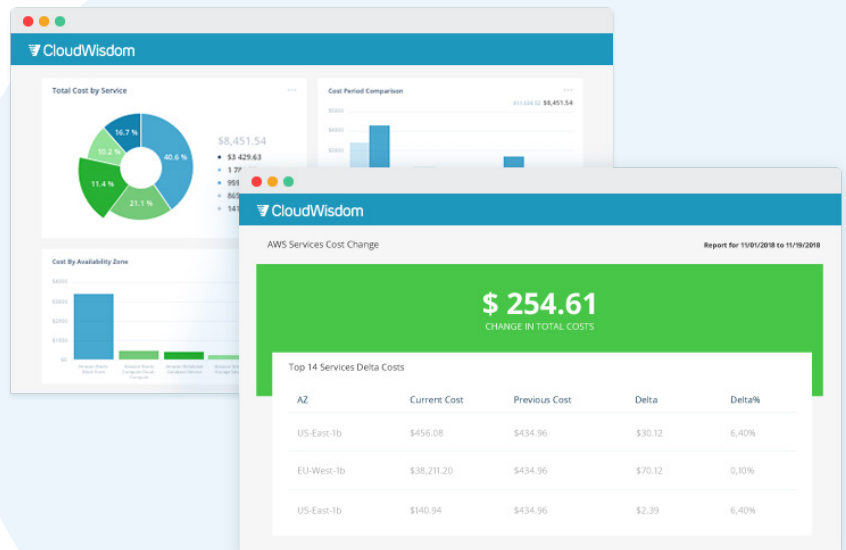 CloudWisdom
Total Cost by Service
16.7 %
40.6 %
10.2 %
11.4 %
21.1 %
$8,451.54
$3 429.63
Cost Period Comparison
$8,451.54
Cost By Availability Zone
$4000
$3000
$2000
$1000
$0
CloudWisdom
AWS Services Cost Change
Report for 11/01/2018 to 11/19/2018
$ 254.61
CHANGE IN TOTAL COSTS
Top 14 Services Delta Costs
AZ Current Cost Previous Cost Delta Delta%
US-East-1b $456.08 $434.96 $30.12 6,40%
EU-West-1b $38,211.20 $434.96 $70.12 0,10%
US-East-1b $140.94 $434.96 $2.39 6,40%